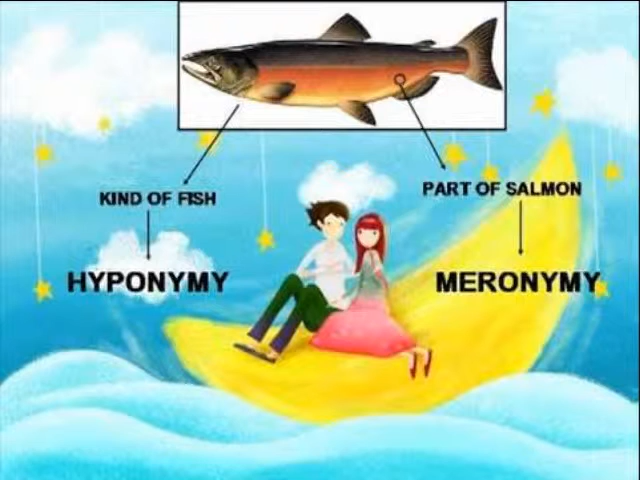 KIND OF FISH
PART OF SALMON
HYPONYMY
MERONYMY